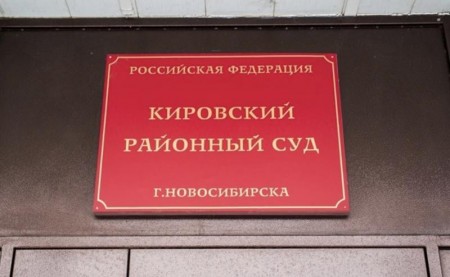 РОССИЙСКАЯ ФЕДЕРАЦИЯ
КИРОВСКИЙ
РАЙОННЫЙ СУД
Г.НОВОСИБИРСКА